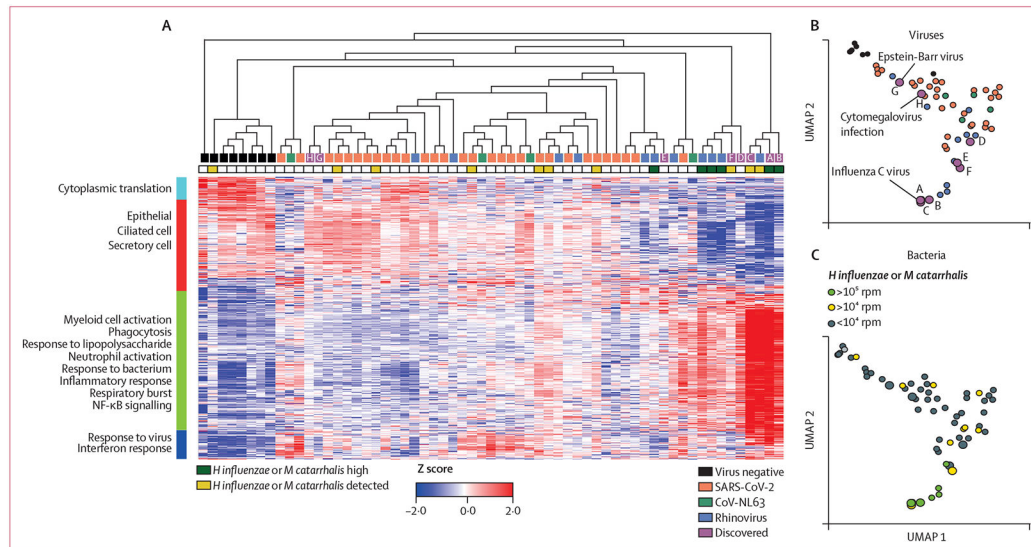 A
H G E F D C A B
Cytoplasmic translation
Epithelial
Ciliated cell
Secretory cell
Myeloid cell activation
Phagocytosis
Response to lipopolysaccharide
Neutrophil activation
Response to bacterium
Inflammatory response
Respiratory burst
NF-κB signalling
Response to virus
Interferon response
H influenzae or M catarrhalis high
H influenzae or M catarrhalis detected
Z score
–2·0 0·0 2·0
Virus negative
SARS-CoV-2
CoV-NL63
Rhinovirus
Discovered
B
Viruses
Epstein-Barr virus
G
H
Cytomegalovirus
infection
D
E
F
Influenza C virus
A
B
C
UMAP 2
C
Bacteria
H influenzae or M catarrhalis
>10⁵ rpm
>10⁴ rpm
<10⁴ rpm
UMAP 2
UMAP 1